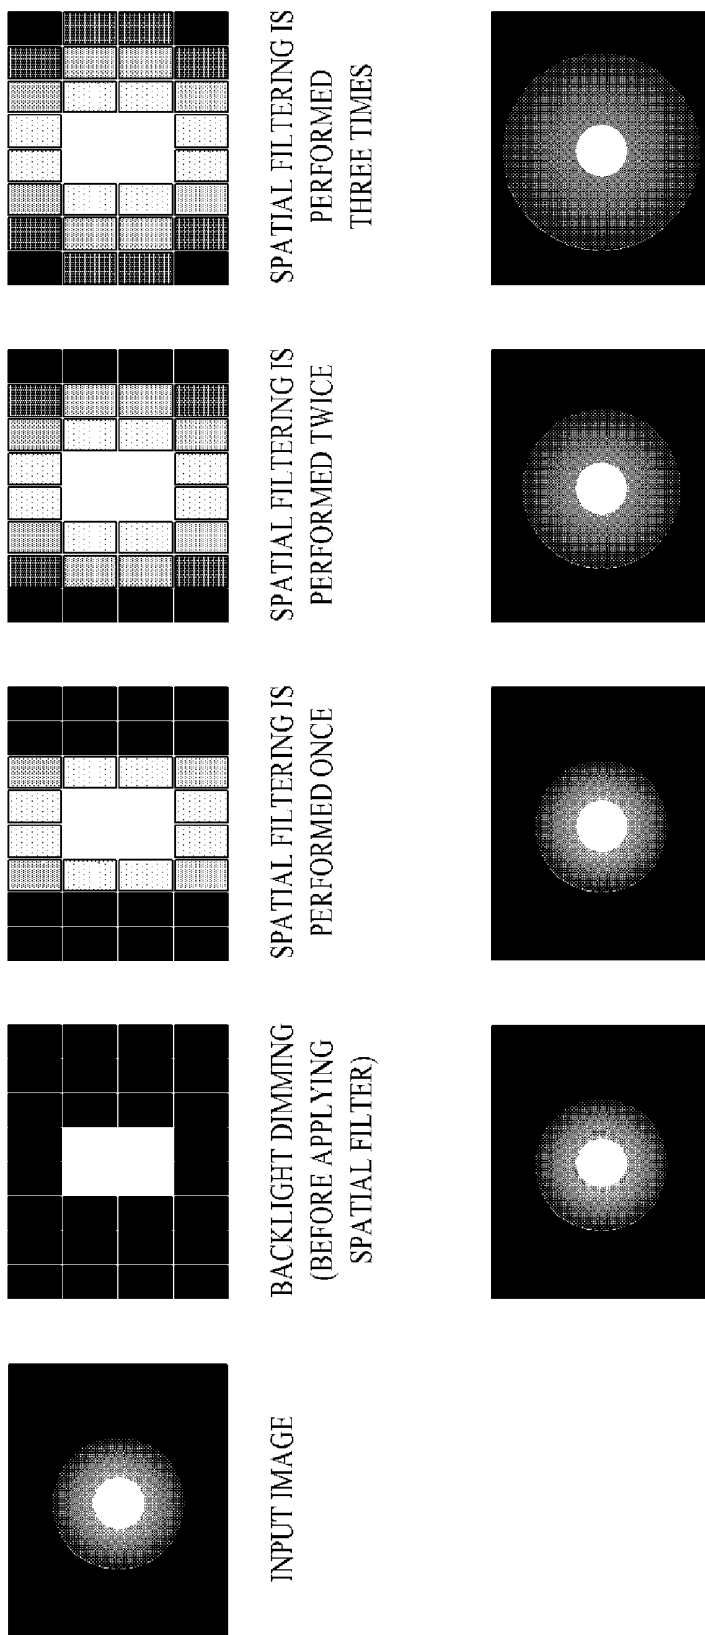 INPUT IMAGE
BACKLIGHT DIMMING
(BEFORE APPLYING
SPATIAL FILTER)
SPATIAL FILTERING IS
PERFORMED ONCE
SPATIAL FILTERING IS
PERFORMED TWICE
SPATIAL FILTERING IS
PERFORMED
THREE TIMES